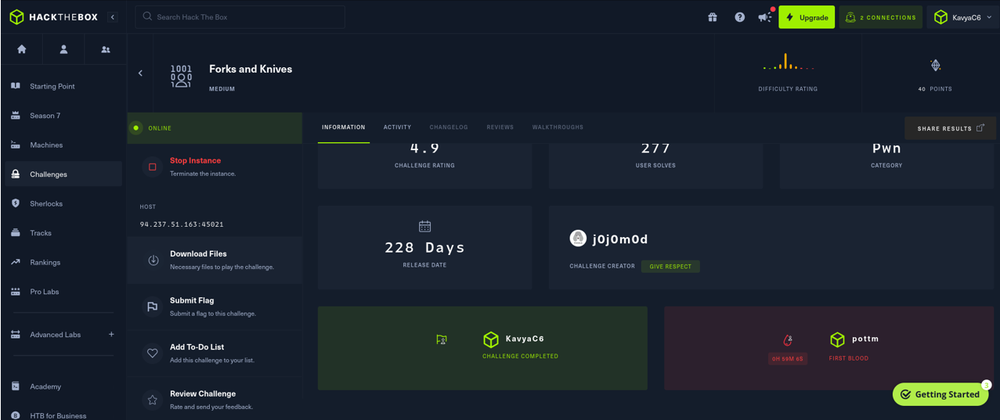 HACKTHEBOX
Search Hack The Box
Upgrade
2 CONNECTIONS
KavyaC6
Starting Point
Season 7
Machines
Challenges
Sherlocks
Tracks
Rankings
Pro Labs
Advanced Labs +
Academy
HTB for Business
1001
Forks and Knives
MEDIUM
DIFFICULTY RATING
40 POINTS
ONLINE
Stop Instance
Terminate the instance.
HOST
94.237.51.163:45021
Download Files
Necessary files to play the challenge.
Submit Flag
Submit a flag to this challenge.
Add To-Do List
Add this challenge to your list.
Review Challenge
Rate and send your feedback.
INFORMATION ACTIVITY CHANGELOG REVIEWS WALKTHROUGHS
SHARE RESULTS
4.9
CHALLENGE RATING
277
USER SOLVES
Pwn
CATEGORY
228 Days
RELEASE DATE
j0j0m0d
CHALLENGE CREATOR GIVE RESPECT
KavyaC6
CHALLENGE COMPLETED
0H 56M 6S
pottm
FIRST BLOOD
Getting Started